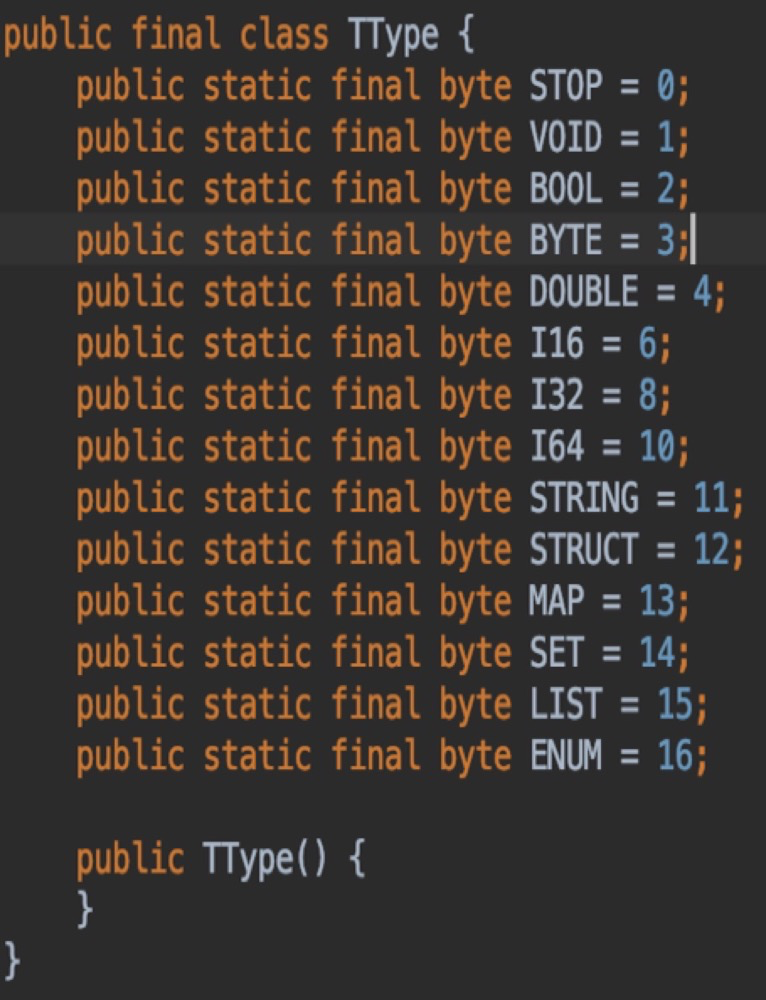 public final class TType {
    public static final byte STOP = 0;
    public static final byte VOID = 1;
    public static final byte BOOL = 2;
    public static final byte BYTE = 3;
    public static final byte DOUBLE = 4;
    public static final byte I16 = 6;
    public static final byte I32 = 8;
    public static final byte I64 = 10;
    public static final byte STRING = 11;
    public static final byte STRUCT = 12;
    public static final byte MAP = 13;
    public static final byte SET = 14;
    public static final byte LIST = 15;
    public static final byte ENUM = 16;
    public TType() {
    }
}